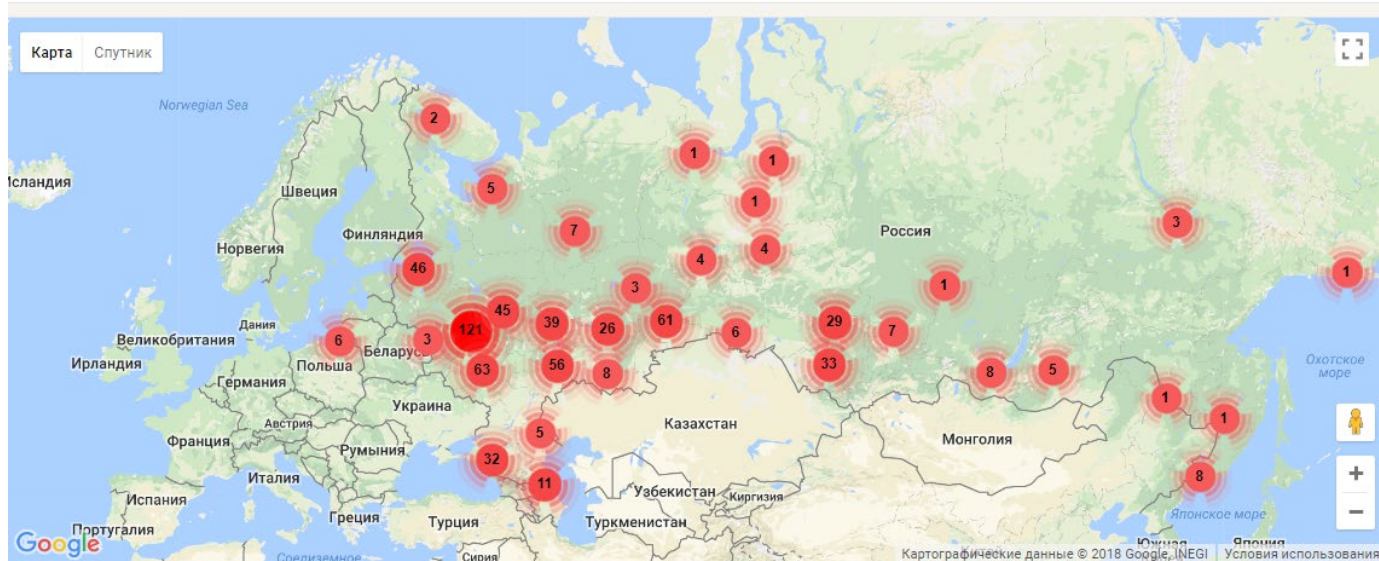 Карта Спутник
Norwegian Sea
2
1
1
Исландия
5
Швеция
1
3
7
Россия
Финляндия
Норвегия
4
4
46
1
3
1
45
Дания
121
39
26
61
6
29
7
Великобритания
6
3
Беларусь
Ирландия
Польша
63
56
8
33
8
5
Охотское
море
Германия
1
Украина
1
Австрия
5
Казахстан
Франция
Монголия
Румыния
32
Италия
11
8
Испания
Узбекистан
Киргизия
Греция
Турция
Туркменистан
Японское море
Португалия
Google
Средиземное
Сирия
Южная
Япония
Картографические данные © 2018 Google, INEGI
Условия использования